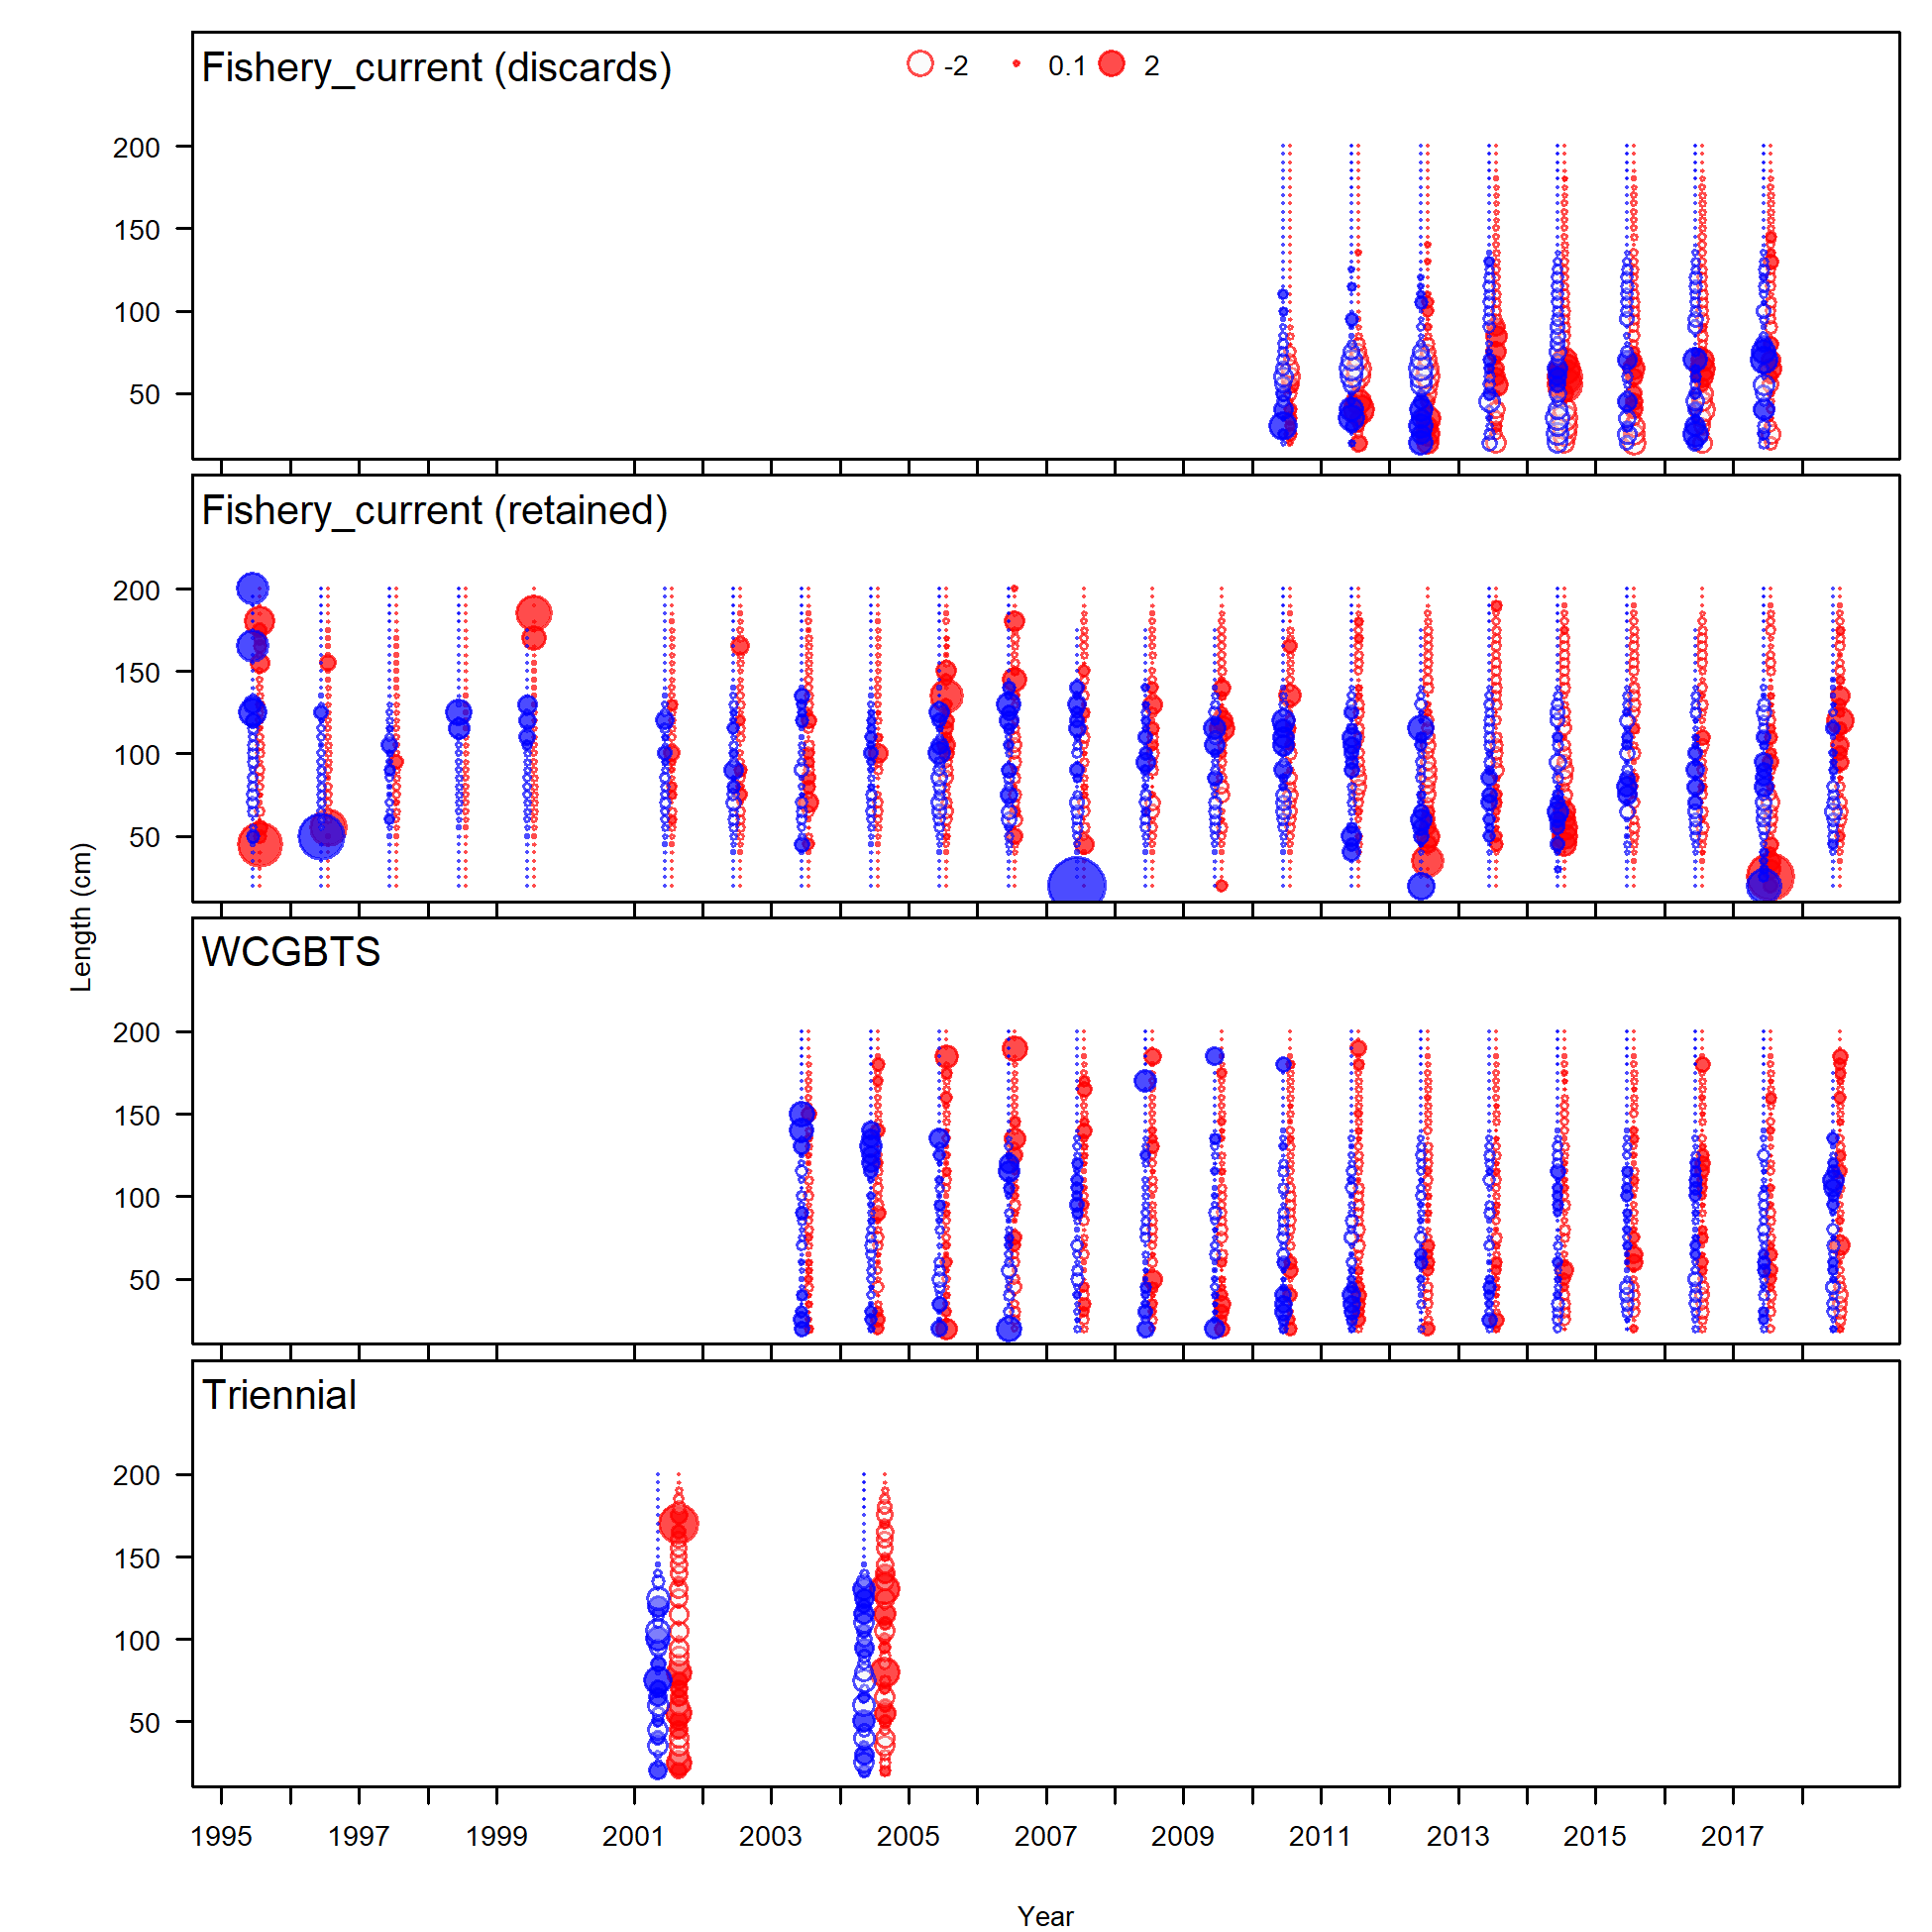 Fishery_current (discards)
-2 0.1 2
200
150
100
50
Fishery_current (retained)
200
150
100
50
Length (cm)
WCGBTS
200
150
100
50
Triennial
200
150
100
50
1995 1997 1999 2001 2003 2005 2007 2009 2011 2013 2015 2017
Year